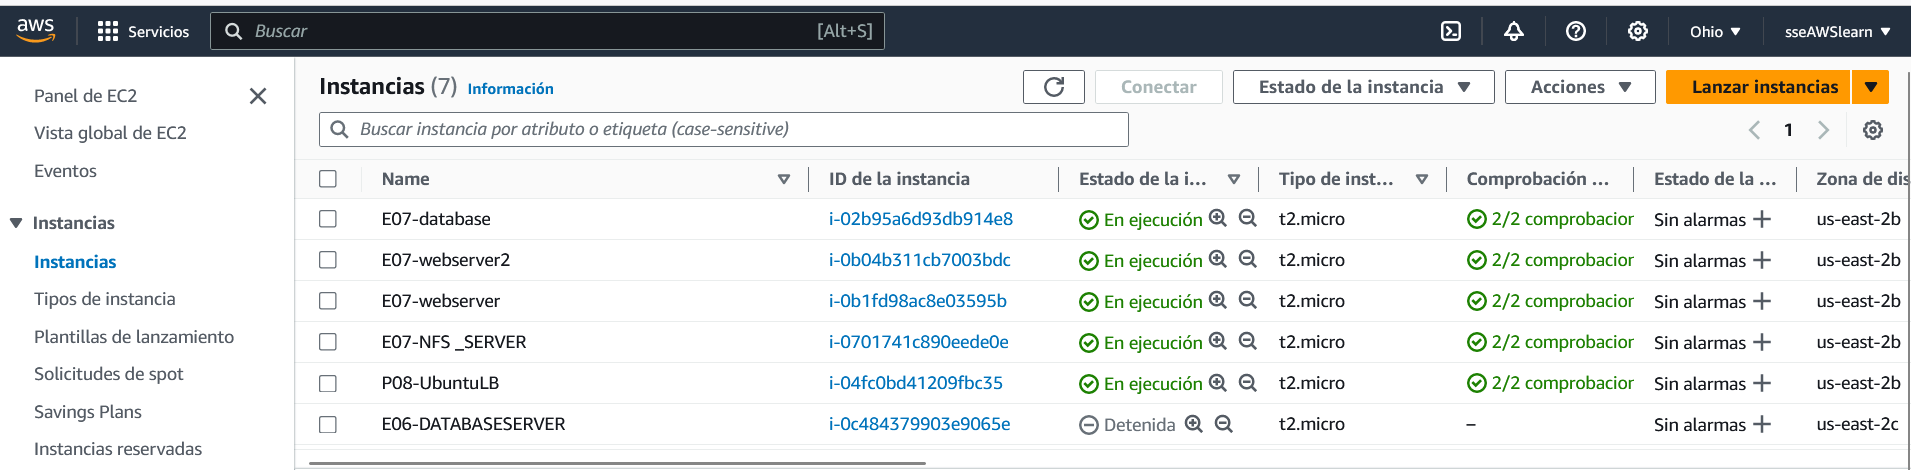 aws
Servicios
Buscar [Alt+S]
Ohio
sseAWSlearn
Panel de EC2
Vista global de EC2
Eventos
Instancias
Instancias
Tipos de instancia
Plantillas de lanzamiento
Solicitudes de spot
Savings Plans
Instancias reservadas
Instancias (7) Información
Conectar
Estado de la instancia
Acciones
Lanzar instancias
Buscar instancia por atributo o etiqueta (case-sensitive)
1
Name ID de la instancia Estado de la i... Tipo de inst... Comprobación ... Estado de la ... Zona de dis
E07-database i-02b95a6d93db914e8 En ejecución t2.micro 2/2 comprobacior Sin alarmas us-east-2b
E07-webserver2 i-0b04b311cb7003bdc En ejecución t2.micro 2/2 comprobacior Sin alarmas us-east-2b
E07-webserver i-0b1fd98ac8e03595b En ejecución t2.micro 2/2 comprobacior Sin alarmas us-east-2b
E07-NFS _SERVER i-0701741c890eede0e En ejecución t2.micro 2/2 comprobacior Sin alarmas us-east-2b
P08-UbuntuLB i-04fc0bd41209fbc35 En ejecución t2.micro 2/2 comprobacior Sin alarmas us-east-2b
E06-DATABASESERVER i-0c484379903e9065e Detenida t2.micro – Sin alarmas us-east-2c